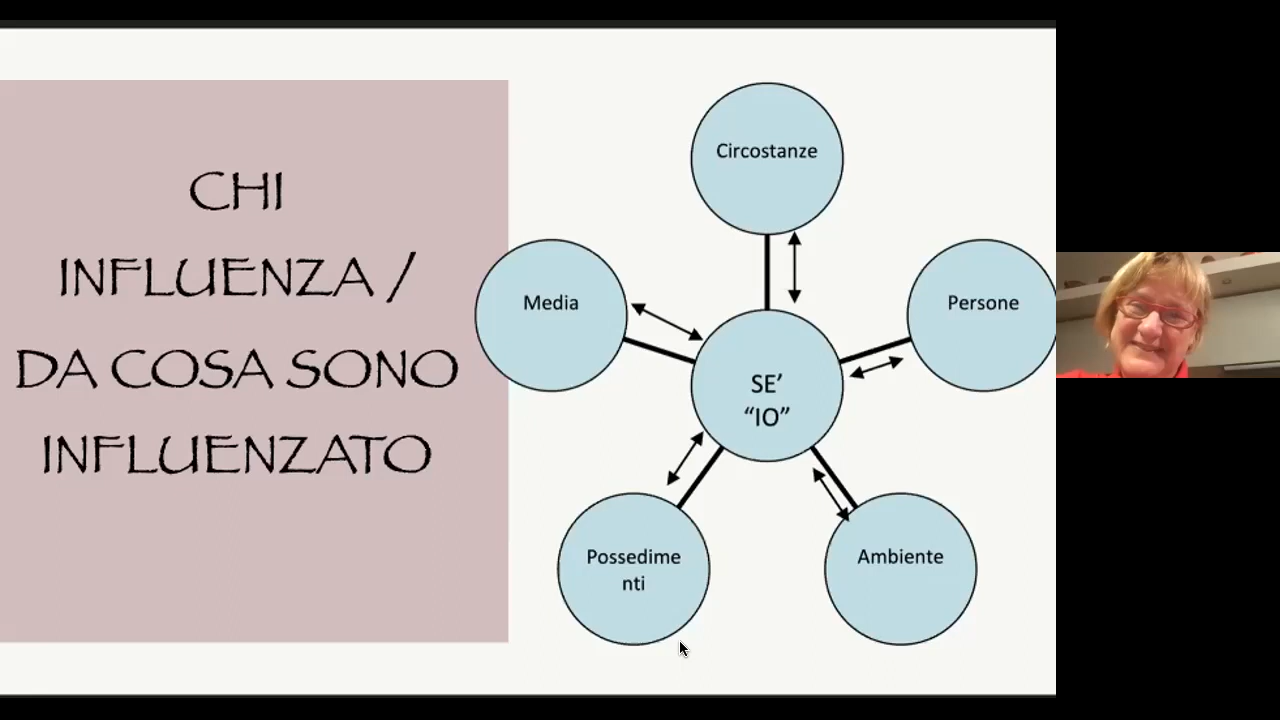 CHI
INFLUENZA /
DA COSA SONO
INFLUENZATO
Circostanze
Media
Persone
SE’
“IO”
Possedime
nti
Ambiente